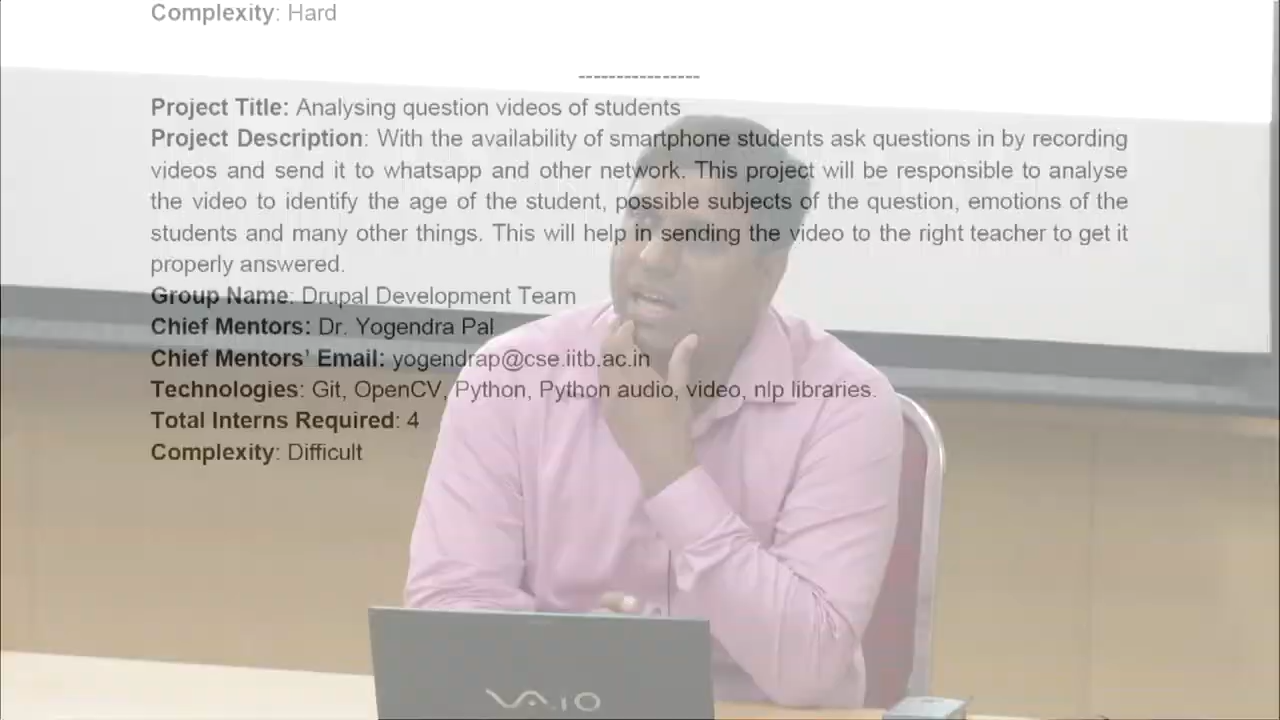 Complexity: Hard
----------------
Project Title: Analysing question videos of students
Project Description: With the availability of smartphone students ask questions in by recording
videos and send it to whatsapp and other network. This project will be responsible to analyse
the video to identify the age of the student, possible subjects of the question, emotions of the
students and many other things. This will help in sending the video to the right teacher to get it
properly answered.
Group Name: Drupal Development Team
Chief Mentors: Dr. Yogendra Pal
Chief Mentors’ Email: yogendrap@cse.iitb.ac.in
Technologies: Git, OpenCV, Python, Python audio, video, nlp libraries.
Total Interns Required: 4
Complexity: Difficult
VAIO